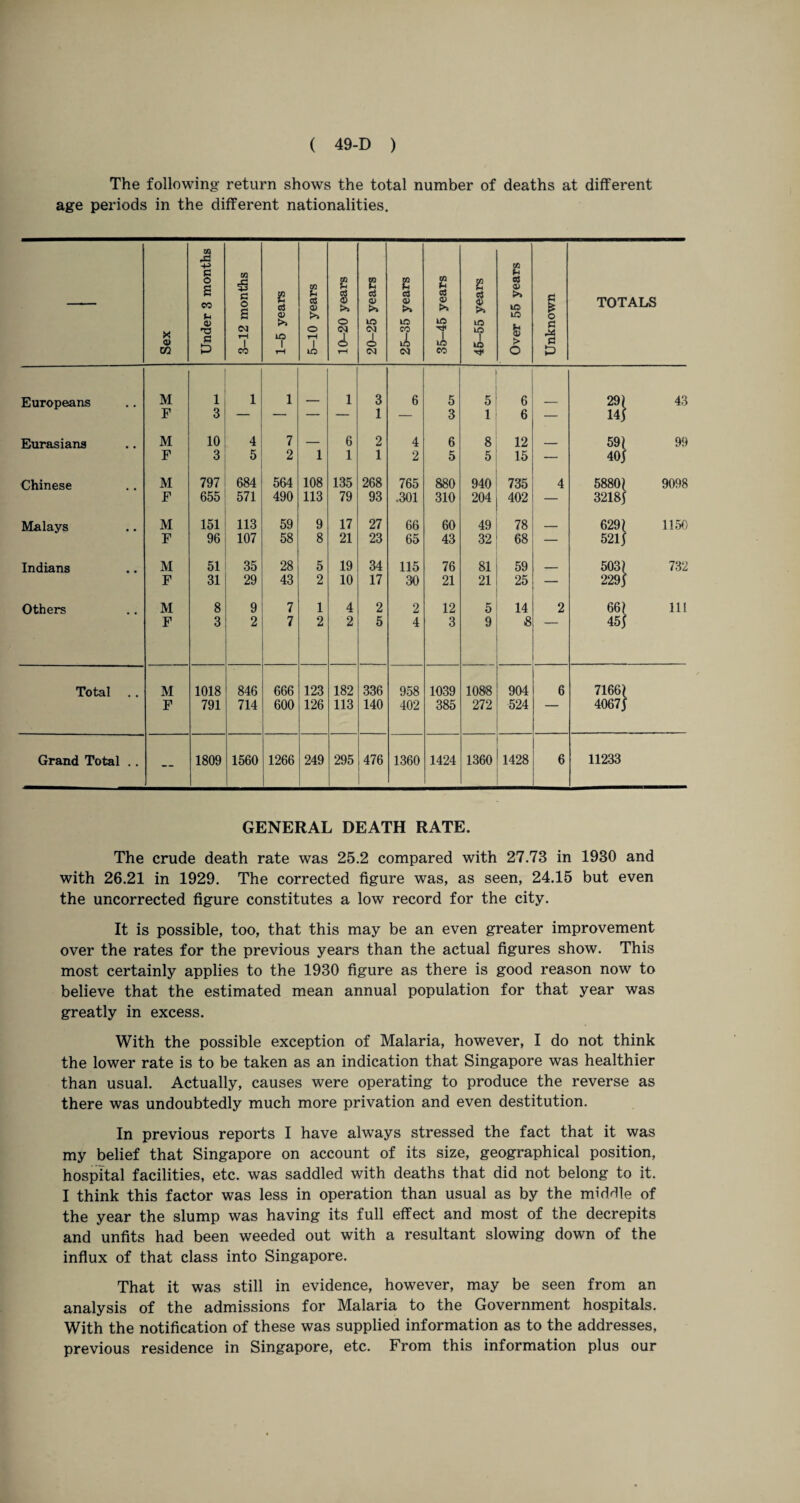 ( 49-D )
The following return shows the total number of deaths at different
age periods in the different nationalities.
— Sex Under 3 months 3–12 months 1–5 years 5–10 years 10–20 years 20–25 years 25–35 years 35–45 years 45–55 years Over 55 years Unknown TOTALS
Europeans .. M 1 1 1 — 1 3 6 5 5 6 — 29} 43
F 3 — — — — 1 — 3 1 6 — 14}
Eurasians .. M 10 4 7 — 6 2 4 6 8 12 — 59} 99
F 3 5 2 1 1 1 2 5 5 15 — 40}
Chinese .. M 797 684 564 108 135 268 765 880 940 735 4 5880} 9098
F 655 571 490 113 79 93 .301 310 204 402 — 3218}
Malays .. M 151 113 59 9 17 27 66 60 49 78 — 629} 1150
F 96 107 58 8 21 23 65 43 32 68 — 521}
Indians .. M 51 35 28 5 19 34 115 76 81 59 — 503} 732
F 31 29 43 2 10 17 30 21 21 25 — 229}
Others .. M 8 9 7 1 4 2 2 12 5 14 2 66} 111
F 3 2 7 2 2 5 4 3 9 8 — 45}
Total .. M 1018 846 666 123 182 336 958 1039 1088 904 6 7166}
F 791 714 600 126 113 140 402 385 272 524 — 4067}
Grand Total .. -- 1809 1560 1266 249 295 476 1360 1424 1360 1428 6 11233
GENERAL DEATH RATE.
The crude death rate was 25.2 compared with 27.73 in 1930 and
with 26.21 in 1929. The corrected figure was, as seen, 24.15 but even
the uncorrected figure constitutes a low record for the city.
It is possible, too, that this may be an even greater improvement
over the rates for the previous years than the actual figures show. This
most certainly applies to the 1930 figure as there is good reason now to
believe that the estimated mean annual population for that year was
greatly in excess.
With the possible exception of Malaria, however, I do not think
the lower rate is to be taken as an indication that Singapore was healthier
than usual. Actually, causes were operating to produce the reverse as
there was undoubtedly much more privation and even destitution.
In previous reports I have always stressed the fact that it was
my belief that Singapore on account of its size, geographical position,
hospital facilities, etc. was saddled with deaths that did not belong to it.
I think this factor was less in operation than usual as by the middle of
the year the slump was having its full effect and most of the decrepits
and unfits had been weeded out with a resultant slowing down of the
influx of that class into Singapore.
That it was still in evidence, however, may be seen from an
analysis of the admissions for Malaria to the Government hospitals.
With the notification of these was supplied information as to the addresses,
previous residence in Singapore, etc. From this information plus our